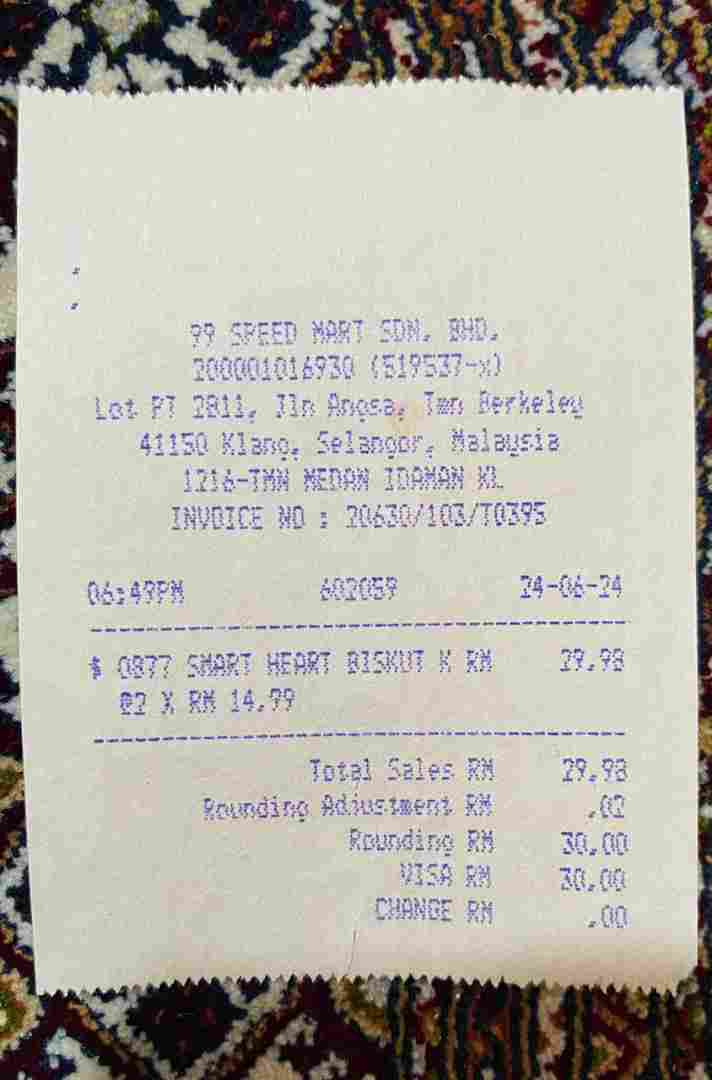 99 SPEED MART SDN. BHD.
200001016930 (519537-x)
Lot PT 2811, Jln Angsa, Tmn Berkeley
41150 Klang, Selangor, Malaysia
1216-TMN MEDAN IDAMAN KL
INVOICE NO : 20630/103/T0395
06:49PM 602059 24-06-24
$ 0877 SMART HEART BISKUT K RM 29.98
@2 X RM 14.99
Total Sales RM 29.98
Rounding Adjustment RM .02
Rounding RM 30.00
VISA RM 30.00
CHANGE RM .00